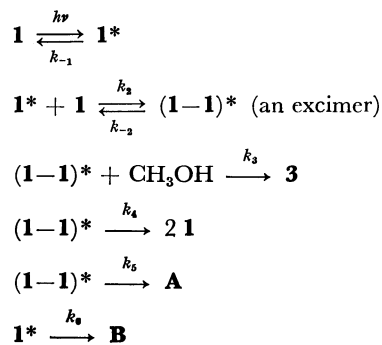 hν
1 ⇌ 1*
k₋₁
k₂
1* + 1 ⇌ (1–1)* (an excimer)
k₋₂
k₃
(1–1)* + CH₃OH ⟶ 3
k₄
(1–1)* ⟶ 2 1
k₅
(1–1)* ⟶ A
k₆
1* ⟶ B